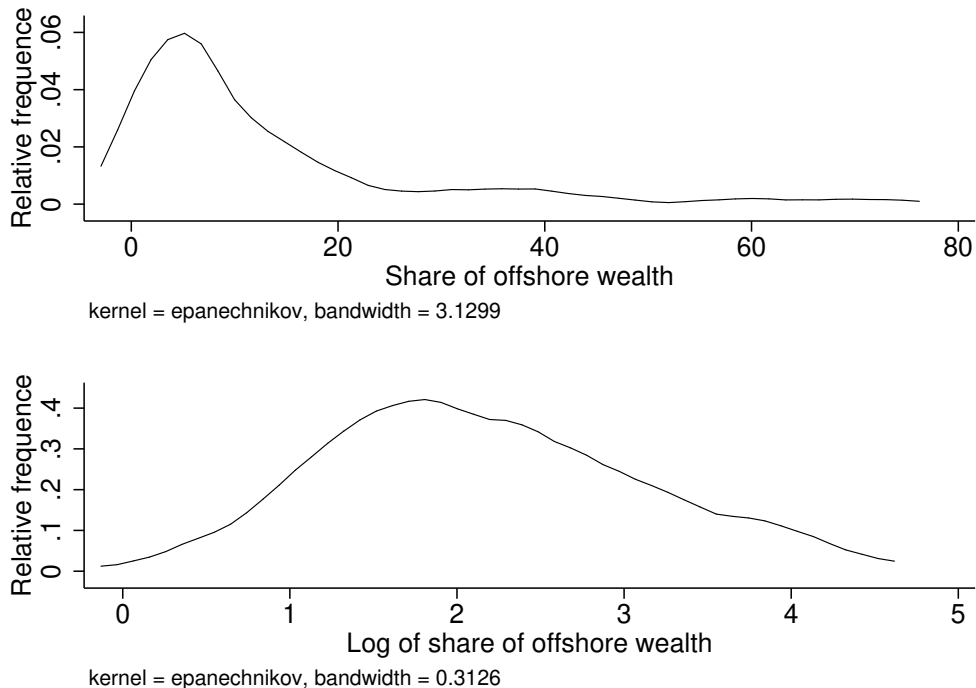 Relative frequence
.06
.04
.02
0
0 20 40 60 80
Share of offshore wealth
kernel = epanechnikov, bandwidth = 3.1299
Relative frequence
.4
.3
.2
.1
0
0 1 2 3 4 5
Log of share of offshore wealth
kernel = epanechnikov, bandwidth = 0.3126